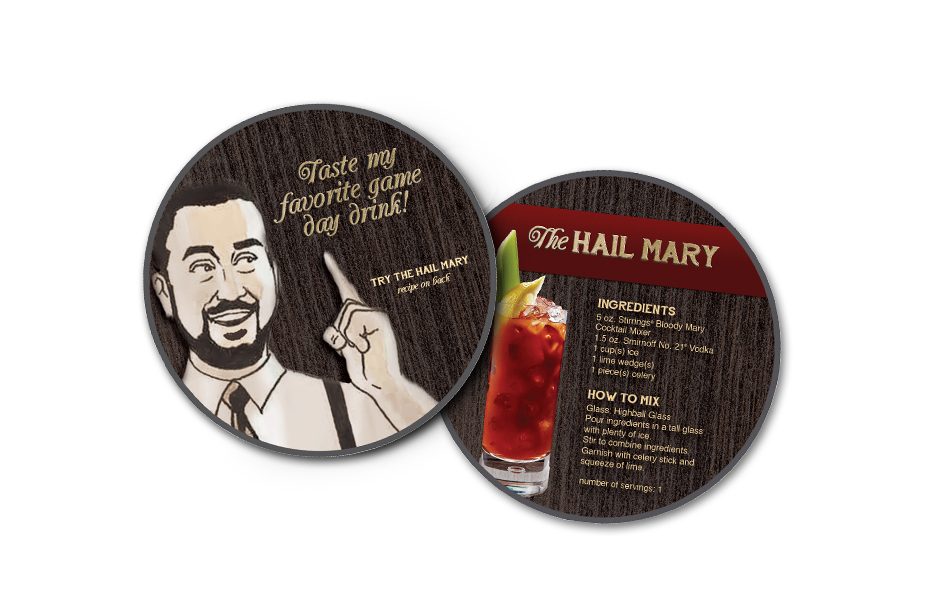 Taste my
favorite game
day drink!
TRY THE HAIL MARY
recipe on back
The HAIL MARY
INGREDIENTS
5 oz. Stirrings® Bloody Mary
Cocktail Mixer
1.5 oz. Smirnoff No. 21® Vodka
1 cup(s) ice
1 lime wedge(s)
1 piece(s) celery
HOW TO MIX
Glass: Highball Glass
Pour ingredients in a tall glass
with plenty of ice.
Stir to combine ingredients.
Garnish with celery stick and
squeeze of lime.
number of servings: 1